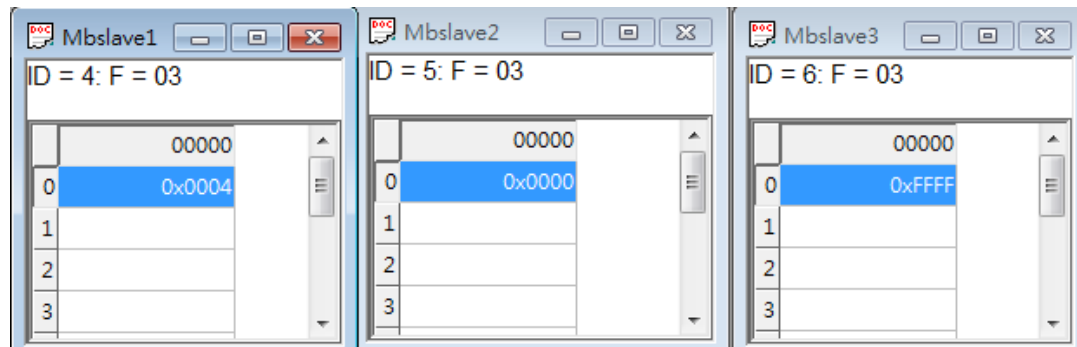 Mbslave1
ID = 4: F = 03
00000
0 0x0004
1
2
3
Mbslave2
ID = 5: F = 03
00000
0 0x0000
1
2
3
Mbslave3
ID = 6: F = 03
00000
0 0xFFFF
1
2
3